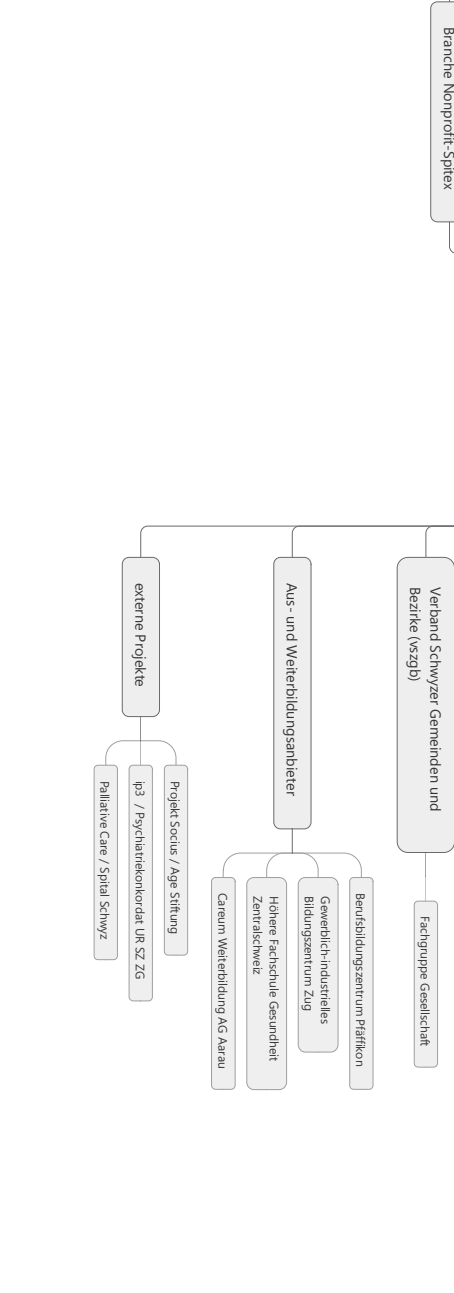 Branche Nonprofit-Spitex
Verband Schwyzer Gemeinden und
Bezirke (vszgb)
Fachgruppe Gesellschaft
Aus- und Weiterbildungsanbieter
Berufsbildungszentrum Pfäffikon
Gewerblich-industrielles
Bildungszentrum Zug
Höhere Fachschule Gesundheit
Zentralschweiz
Careum Weiterbildung AG Aarau
externe Projekte
Projekt Socius / Age Stiftung
ip3 / Psychiatriekonkordat UR SZ ZG
Palliative Care / Spital Schwyz